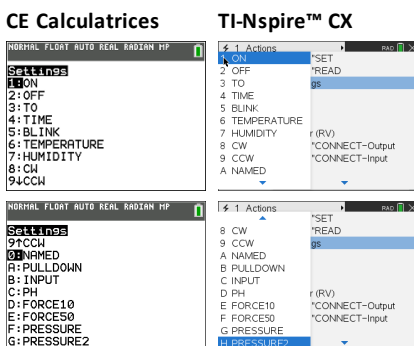 CE Calculatrices
TI-Nspire™ CX
NORMAL FLOAT AUTO REAL RADIAN MP
Settings
1:ON
2:OFF
3:TO
4:TIME
5:BLINK
6:TEMPERATURE
7:HUMIDITY
8:CW
9↓CCW
1 Actions
RAD
1 ON
2 OFF
3 TO
4 TIME
5 BLINK
6 TEMPERATURE
7 HUMIDITY
8 CW
9 CCW
A NAMED
"SET
"READ
gs
r (RV)
"CONNECT-Output
"CONNECT-Input
NORMAL FLOAT AUTO REAL RADIAN MP
Settings
9↑CCW
0:NAMED
A:PULLDOWN
B:INPUT
C:PH
D:FORCE10
E:FORCE50
F:PRESSURE
G:PRESSURE2
1 Actions
RAD
8 CW
9 CCW
A NAMED
B PULLDOWN
C INPUT
D PH
E FORCE10
F FORCE50
G PRESSURE
H PRESSURE2
"SET
"READ
gs
r (RV)
"CONNECT-Output
"CONNECT-Input